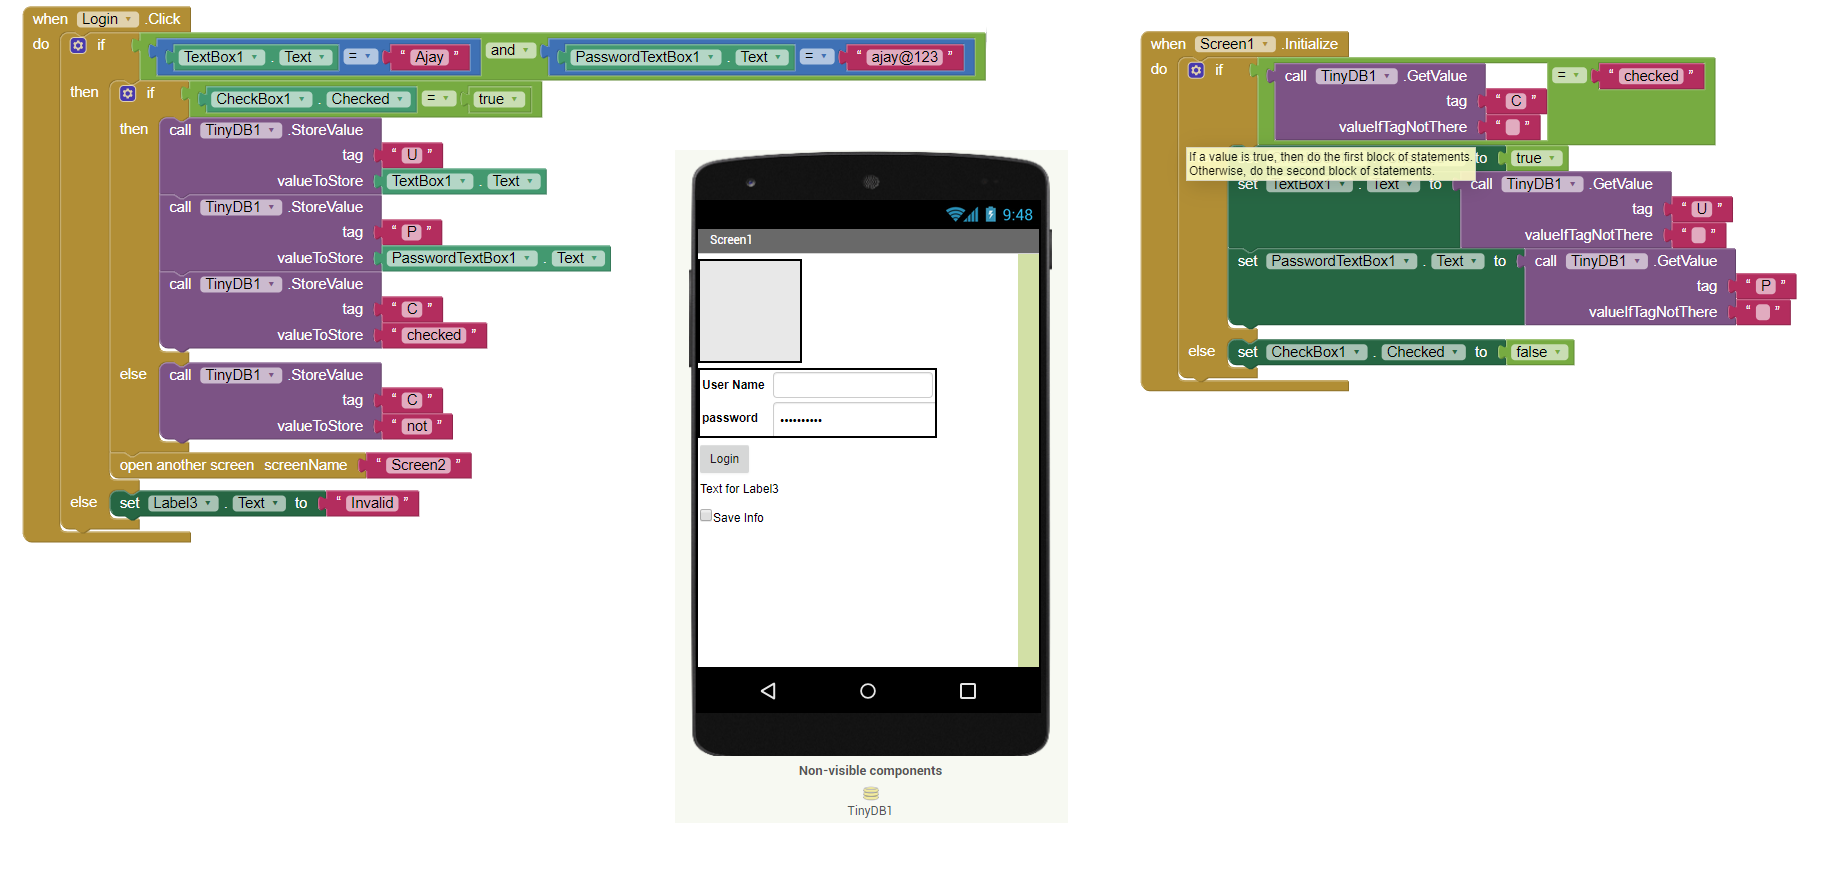 when Login .Click
do if TextBox1 . Text = " Ajay " and PasswordTextBox1 . Text = " ajay@123 "
then if CheckBox1 . Checked = true
then call TinyDB1 .StoreValue
tag " U "
valueToStore TextBox1 . Text
call TinyDB1 .StoreValue
tag " P "
valueToStore PasswordTextBox1 . Text
call TinyDB1 .StoreValue
tag " C "
valueToStore " checked "
else call TinyDB1 .StoreValue
tag " C "
valueToStore " not "
open another screen screenName " Screen2 "
else set Label3 . Text to " Invalid "
9:48
Screen1
User Name
password ••••••••••
Login
Text for Label3
Save Info
Non-visible components
TinyDB1
when Screen1 .Initialize
do if call TinyDB1 .GetValue = " checked "
tag " C "
valueIfTagNotThere " "
If a value is true, then do the first block of statements.
Otherwise, do the second block of statements.
to true
set TextBox1 . Text to call TinyDB1 .GetValue
tag " U "
valueIfTagNotThere " "
set PasswordTextBox1 . Text to call TinyDB1 .GetValue
tag " P "
valueIfTagNotThere " "
else set CheckBox1 . Checked to false